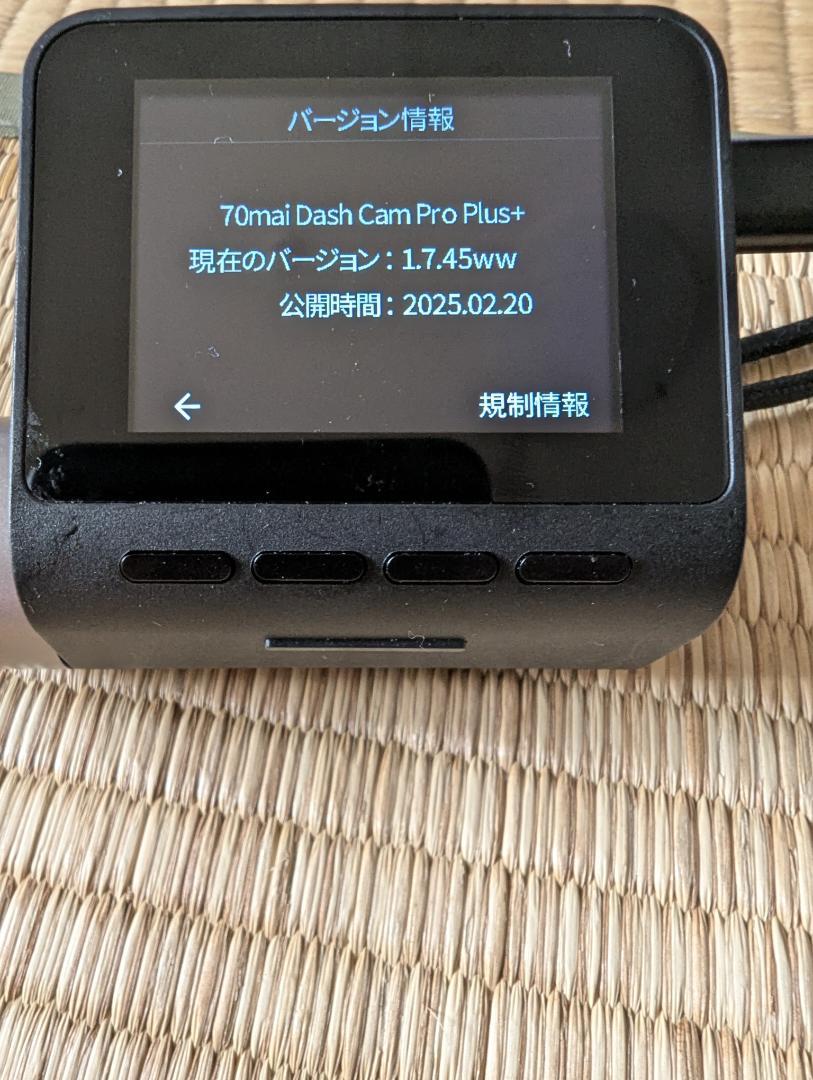 バージョン情報
70mai Dash Cam Pro Plus+
現在のバージョン：1.7.45ww
公開時間：2025.02.20
← 規制情報